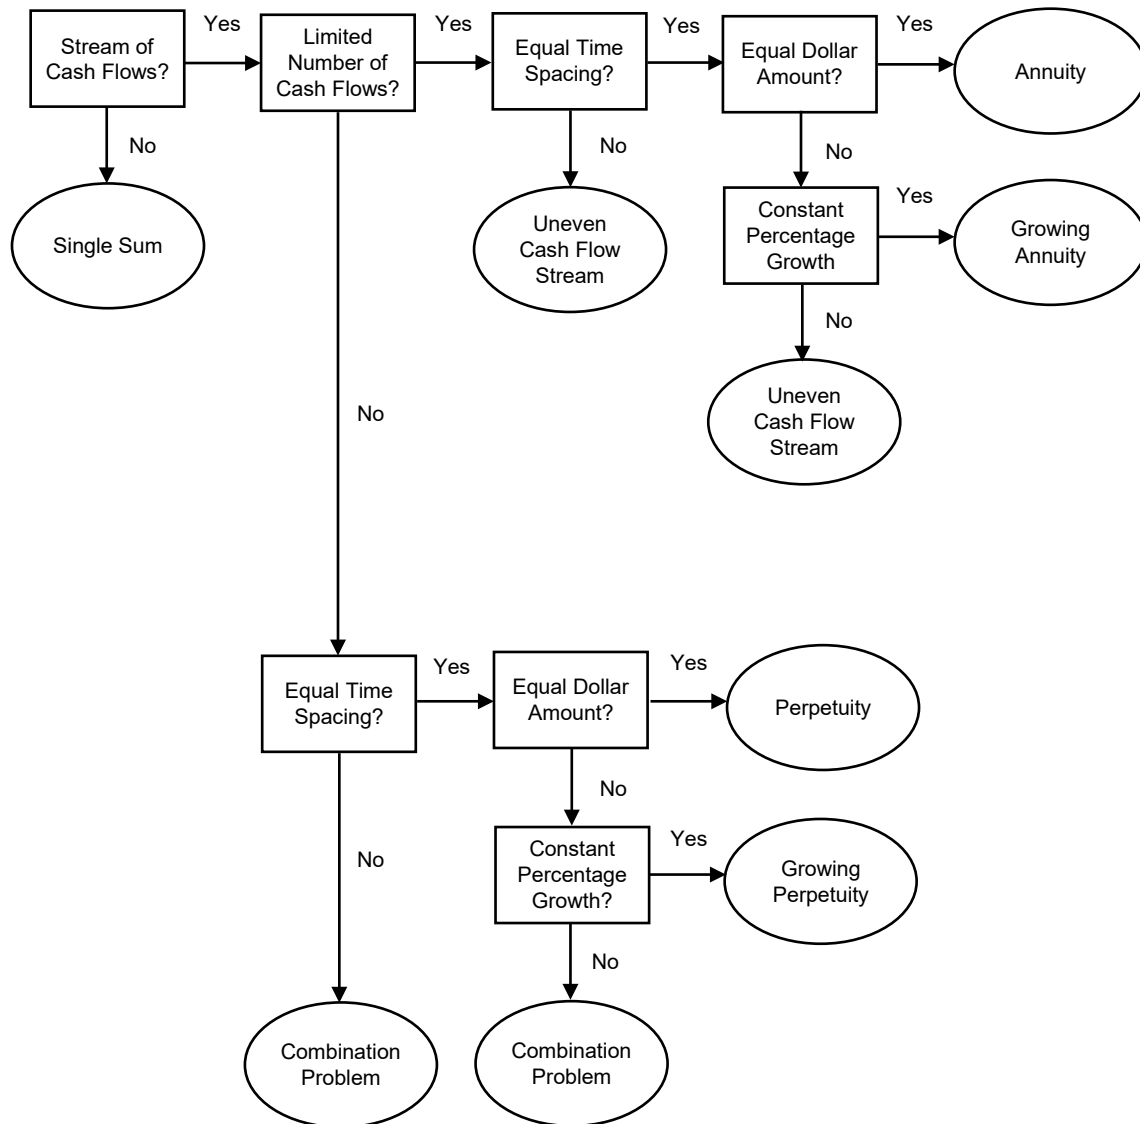 Stream of
Cash Flows?
Yes
Limited
Number of
Cash Flows?
Yes
Equal Time
Spacing?
Yes
Equal Dollar
Amount?
Yes
Annuity
No
No
No
Single Sum
Uneven
Cash Flow
Stream
Constant
Percentage
Growth
Yes
Growing
Annuity
No
Uneven
Cash Flow
Stream
No
Equal Time
Spacing?
Yes
Equal Dollar
Amount?
Yes
Perpetuity
No
No
Constant
Percentage
Growth?
Yes
Growing
Perpetuity
No
Combination
Problem
Combination
Problem